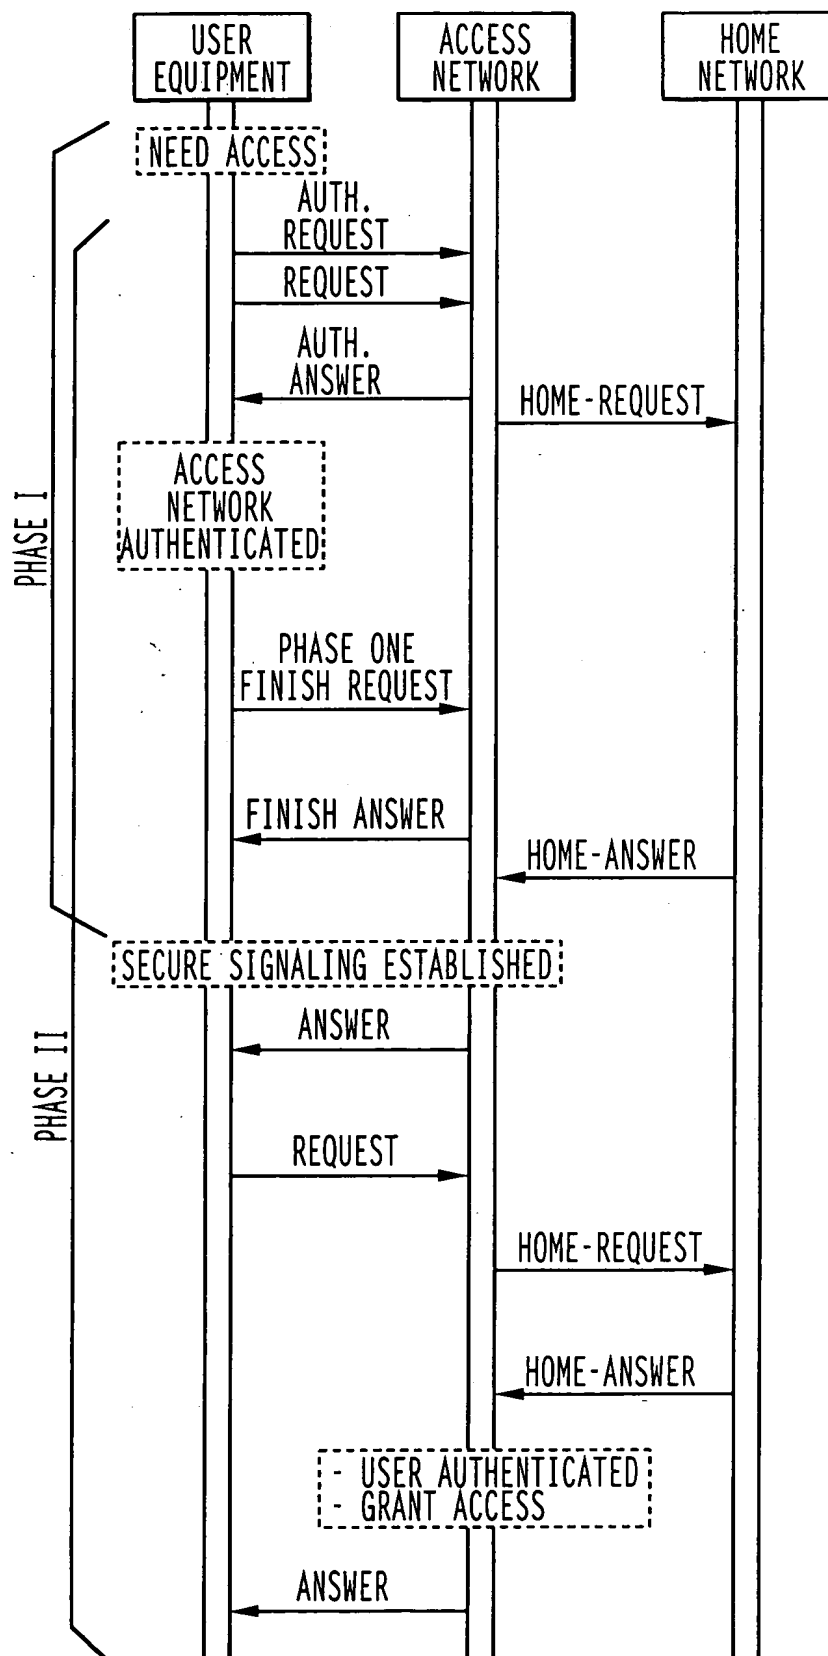 USER
EQUIPMENT
ACCESS
NETWORK
HOME
NETWORK
NEED ACCESS
AUTH.
REQUEST
REQUEST
AUTH.
ANSWER
HOME-REQUEST
ACCESS
NETWORK
AUTHENTICATED
PHASE I
PHASE ONE
FINISH REQUEST
FINISH ANSWER
HOME-ANSWER
SECURE SIGNALING ESTABLISHED
ANSWER
PHASE II
REQUEST
HOME-REQUEST
HOME-ANSWER
- USER AUTHENTICATED
- GRANT ACCESS
ANSWER